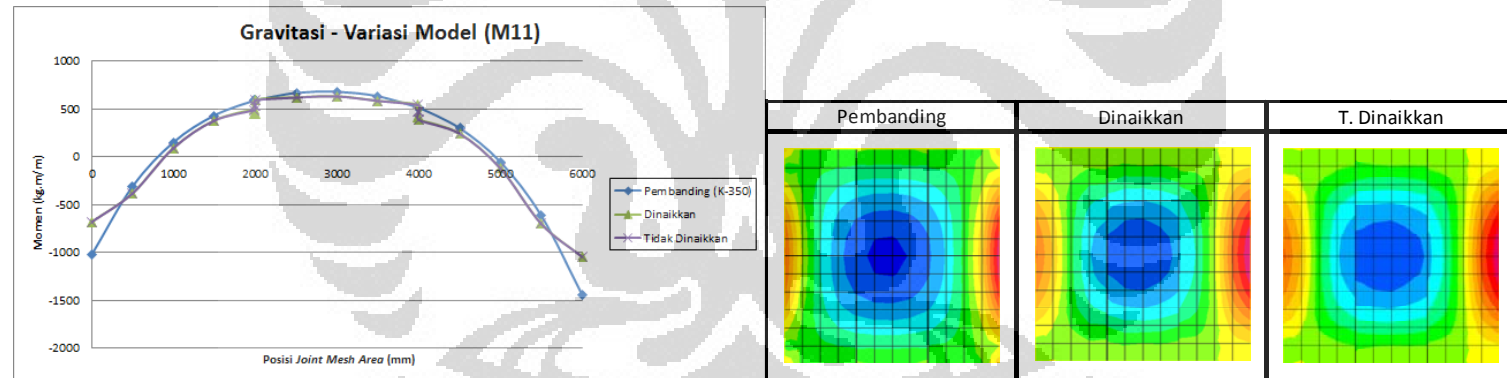 Gravitasi - Variasi Model (M11)
1000
500
0
-500
-1000
-1500
-2000
0 1000 2000 3000 4000 5000 6000
Momen (kg.m/m)
Posisi Joint Mesh Area (mm)
Pembanding (K-350)
Dinaikkan
Tidak Dinaikkan
Pembanding Dinaikkan T. Dinaikkan